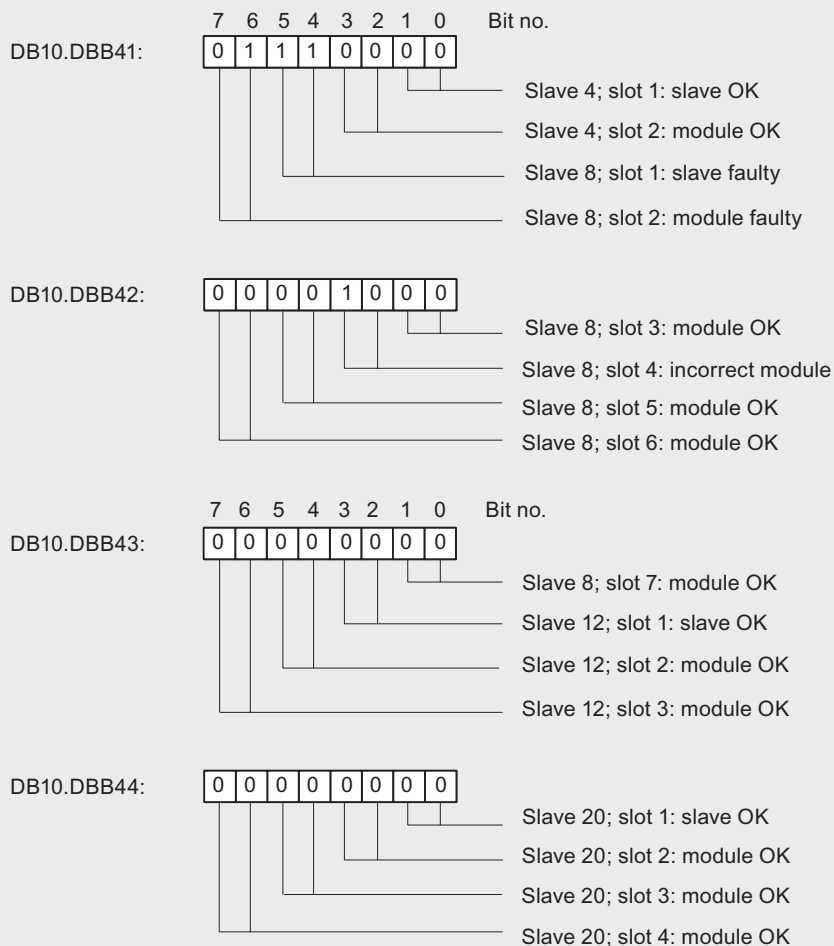 7 6 5 4 3 2 1 0 Bit no.
DB10.DBB41: 0 1 1 1 0 0 0 0
Slave 4; slot 1: slave OK
Slave 4; slot 2: module OK
Slave 8; slot 1: slave faulty
Slave 8; slot 2: module faulty
DB10.DBB42: 0 0 0 0 1 0 0 0
Slave 8; slot 3: module OK
Slave 8; slot 4: incorrect module
Slave 8; slot 5: module OK
Slave 8; slot 6: module OK
7 6 5 4 3 2 1 0 Bit no.
DB10.DBB43: 0 0 0 0 0 0 0 0
Slave 8; slot 7: module OK
Slave 12; slot 1: slave OK
Slave 12; slot 2: module OK
Slave 12; slot 3: module OK
DB10.DBB44: 0 0 0 0 0 0 0 0
Slave 20; slot 1: slave OK
Slave 20; slot 2: module OK
Slave 20; slot 3: module OK
Slave 20; slot 4: module OK